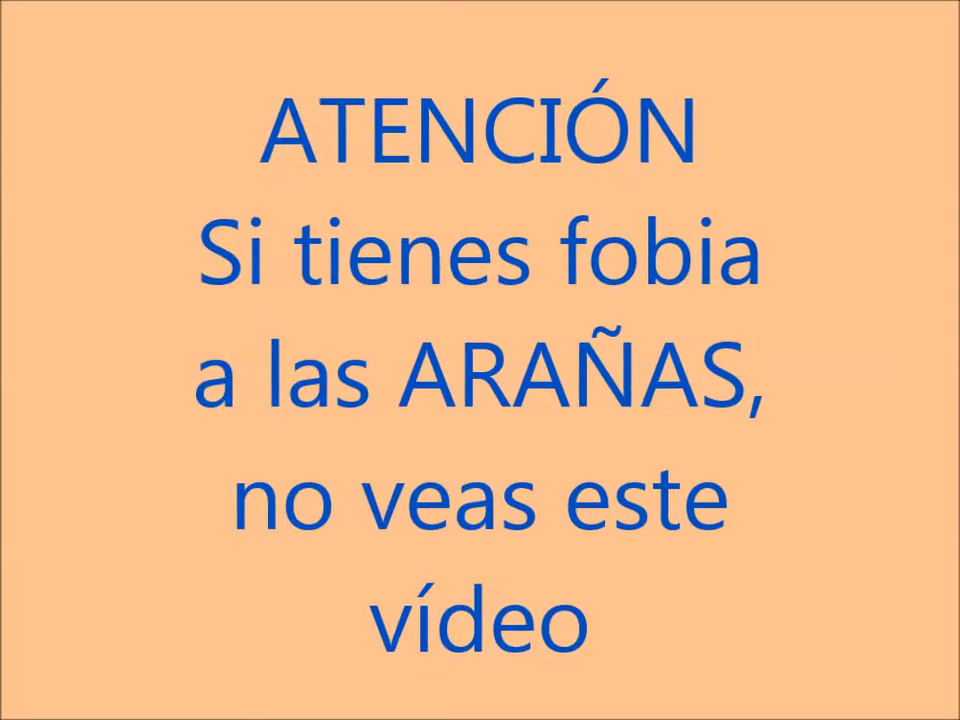 ATENCIÓN
Si tienes fobia
a las ARAÑAS,
no veas este
vídeo